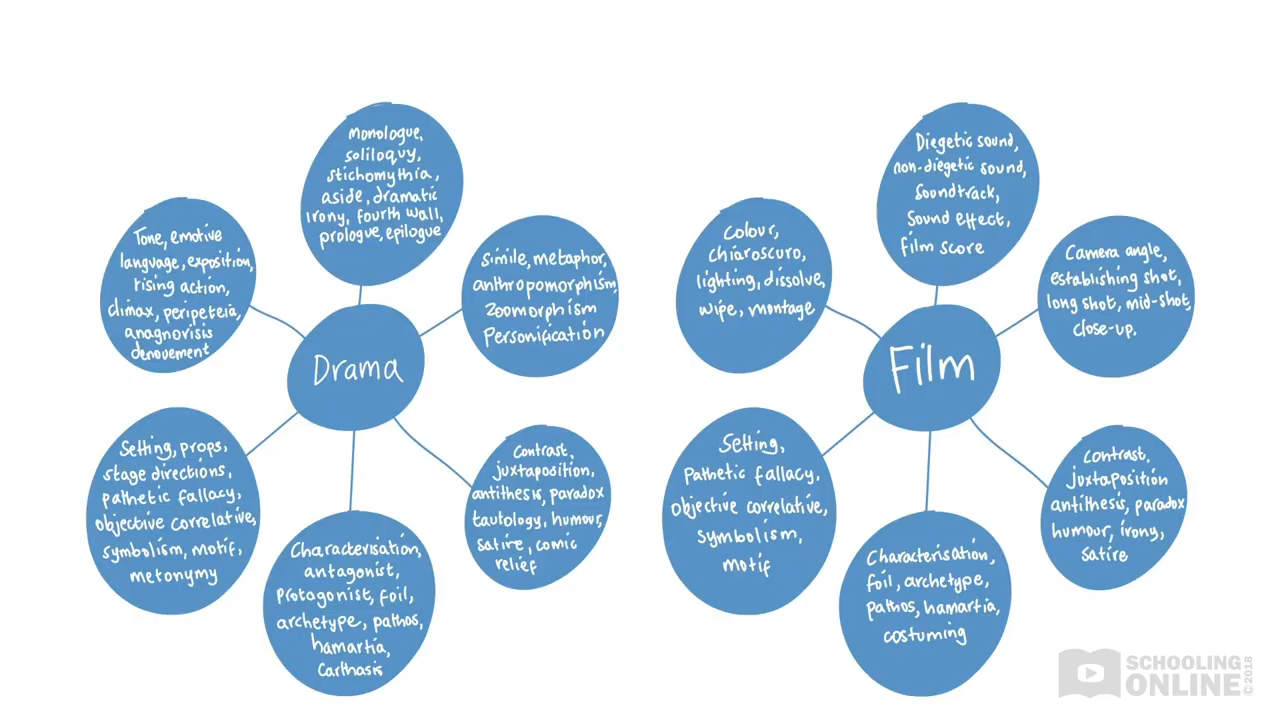 Monologue,
soliloquy,
stichomythia,
aside, dramatic
irony, fourth wall,
prologue, epilogue
Tone, emotive
language, exposition,
rising action,
climax, peripeteia,
anagnorisis
denouement
Simile, metaphor,
anthropomorphism,
zoomorphism
Personification
Drama
Setting, props,
stage directions,
pathetic fallacy,
objective correlative,
symbolism, motif,
metonymy
Contrast,
juxtaposition,
antithesis, paradox
tautology, humour,
satire, comic
relief
Characterisation,
antagonist,
Protagonist, foil,
archetype, pathos,
hamartia,
Carthasis
Diegetic sound,
non-diegetic sound,
Soundtrack,
Sound effect,
film score
Colour,
chiaroscuro,
lighting, dissolve,
wipe, montage
Camera angle,
establishing shot,
long shot, mid-shot,
close-up.
Film
Setting,
Pathetic fallacy,
objective correlative,
symbolism,
motif
Contrast,
juxtaposition
antithesis, paradox
humour, irony,
satire
Characterisation,
foil, archetype,
pathos, hamartia,
costuming
SCHOOLING
ONLINE
©2018